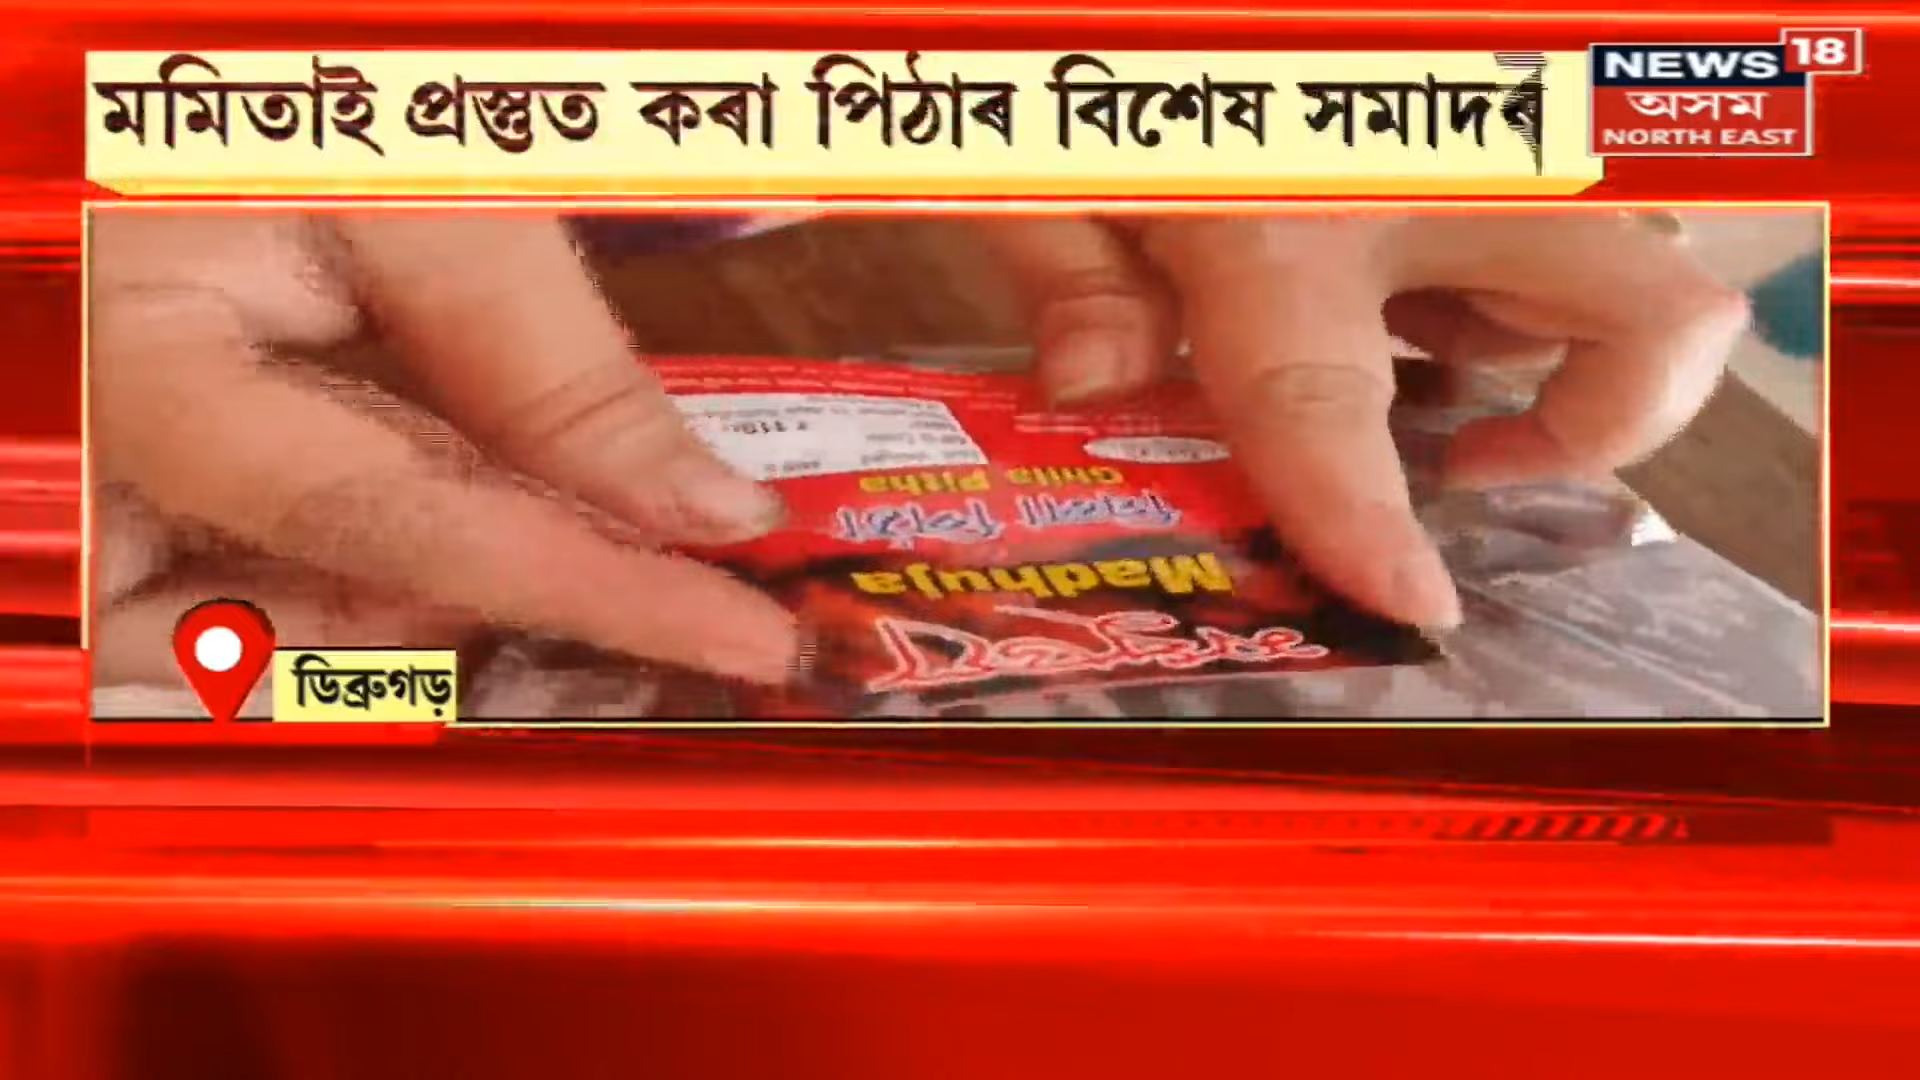 মমিতাই প্ৰস্তুত কৰা পিঠাৰ বিশেষ সমাদৰ
NEWS 18
অসম
NORTH EAST
Ghila Pitha
ঘিলা পিঠা
Madhuja
ডিব্ৰুগড়